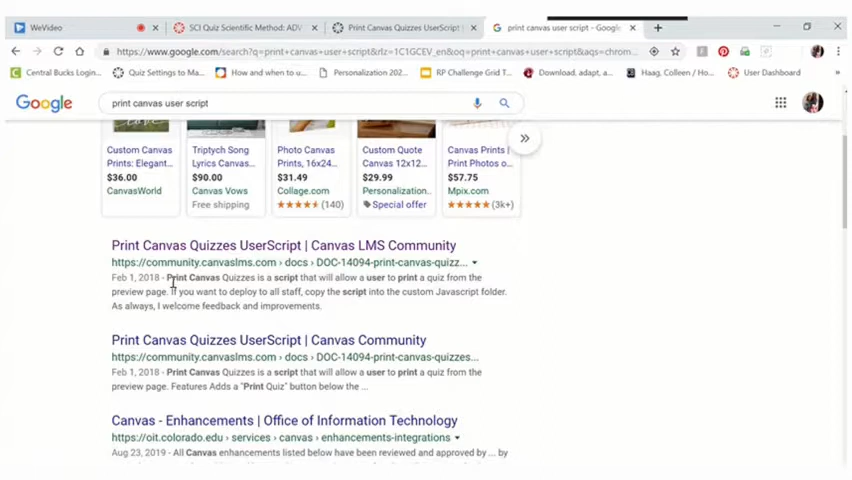 WeVideo
SCI Quiz Scientific Method: ADV
Print Canvas Quizzes UserScript
print canvas user script - Google
https://www.google.com/search?q=print+canvas+user+script&rlz=1C1GCEV_en&oq=print+canvas+user+script&aqs=chrom...
Central Bucks Login...
Quiz Settings to Ma...
How and when to u...
Personalization 202...
RP Challenge Grid T...
Download, adapt, a...
Haag, Colleen / Ho...
User Dashboard
Google
print canvas user script
Custom Canvas
Prints: Elegant...
$36.00
CanvasWorld
Triptych Song
Lyrics Canvas...
$90.00
Canvas Vows
Free shipping
Photo Canvas
Prints, 16x24...
$31.49
Collage.com
(140)
Custom Quote
Canvas 12x12...
$29.99
Personalization...
Special offer
Canvas Prints |
Print Photos o...
$57.75
Mpix.com
(3k+)
Print Canvas Quizzes UserScript | Canvas LMS Community
https://community.canvaslms.com › docs › DOC-14094-print-canvas-quizz...
Feb 1, 2018 - Print Canvas Quizzes is a script that will allow a user to print a quiz from the
preview page. If you want to deploy to all staff, copy the script into the custom Javascript folder.
As always, I welcome feedback and improvements.
Print Canvas Quizzes UserScript | Canvas Community
https://community.canvaslms.com › docs › DOC-14094-print-canvas-quizzes...
Feb 1, 2018 - Print Canvas Quizzes is a script that will allow a user to print a quiz from the
preview page. Features Adds a "Print Quiz" button below the ...
Canvas - Enhancements | Office of Information Technology
https://oit.colorado.edu › services › canvas › enhancements-integrations
Aug 23, 2019 - All Canvas enhancements listed below have been reviewed and approved by ... by